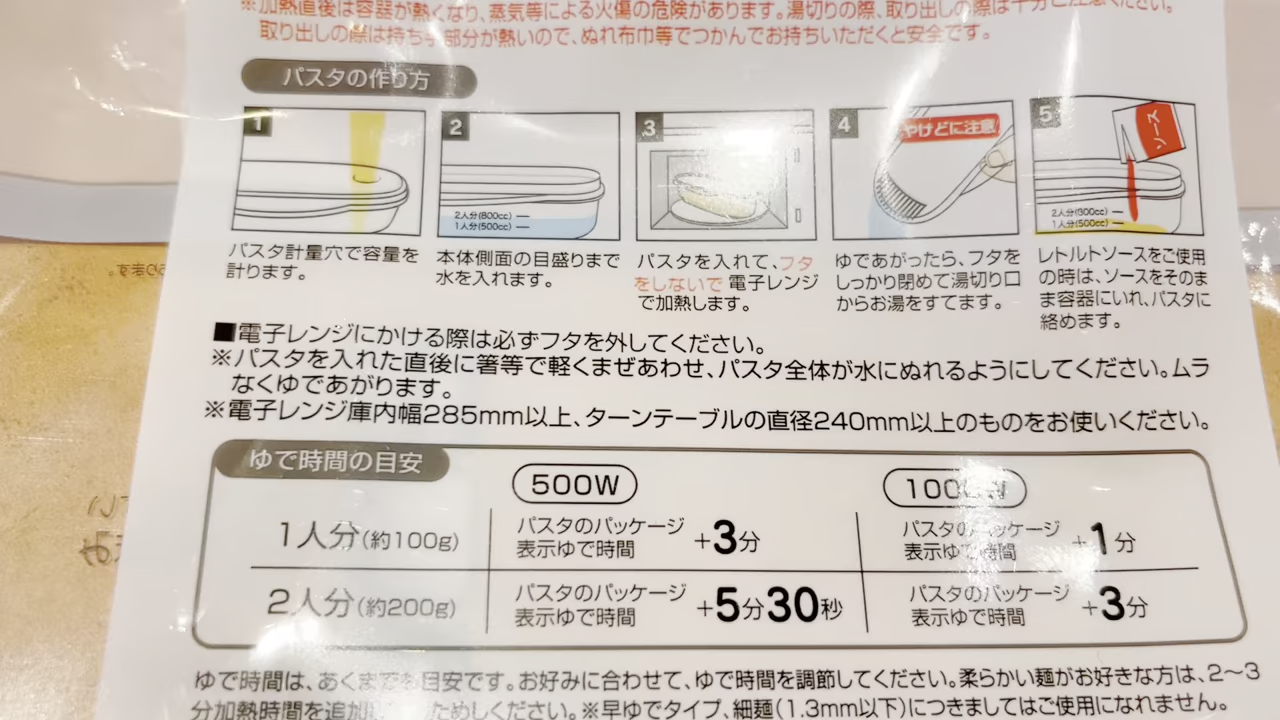 ※加熱直後は容器が熱くなり、蒸気等による火傷の危険があります。湯切りの際、取り出しの際は十分ご注意ください。
取り出しの際は持ち手部分が熱いので、ぬれ布巾等でつかんでお持ちいただくと安全です。
パスタの作り方
1
パスタ計量穴で容量を
計ります。
2
2人分(800cc)
1人分(500cc)
本体側面の目盛りまで
水を入れます。
3
パスタを入れて、フタ
をしないで 電子レンジ
で加熱します。
4
やけどに注意
ゆであがったら、フタを
しっかり閉めて湯切り口
からお湯をすてます。
5
ソース
2人分(800cc)
1人分(500cc)
レトルトソースをご使用
の時は、ソースをそのま
ま容器にいれ、パスタに
絡めます。
■電子レンジにかける際は必ずフタを外してください。
※パスタを入れた直後に箸等で軽くまぜあわせ、パスタ全体が水にぬれるようにしてください。ムラ
なくゆであがります。
※電子レンジ庫内幅285mm以上、ターンテーブルの直径240mm以上のものをお使いください。
ゆで時間の目安
500W 1000W
1人分(約100g) パスタのパッケージ表示ゆで時間 +3分 パスタのパッケージ表示ゆで時間 +1分
2人分(約200g) パスタのパッケージ表示ゆで時間 +5分30秒 パスタのパッケージ表示ゆで時間 +3分
ゆで時間は、あくまでも目安です。お好みに合わせて、ゆで時間を調節してください。柔らかい麺がお好きな方は、2〜3
分加熱時間を追加 ためしください。※早ゆでタイプ、細麺(1.3mm以下)につきましてはご使用になれません。